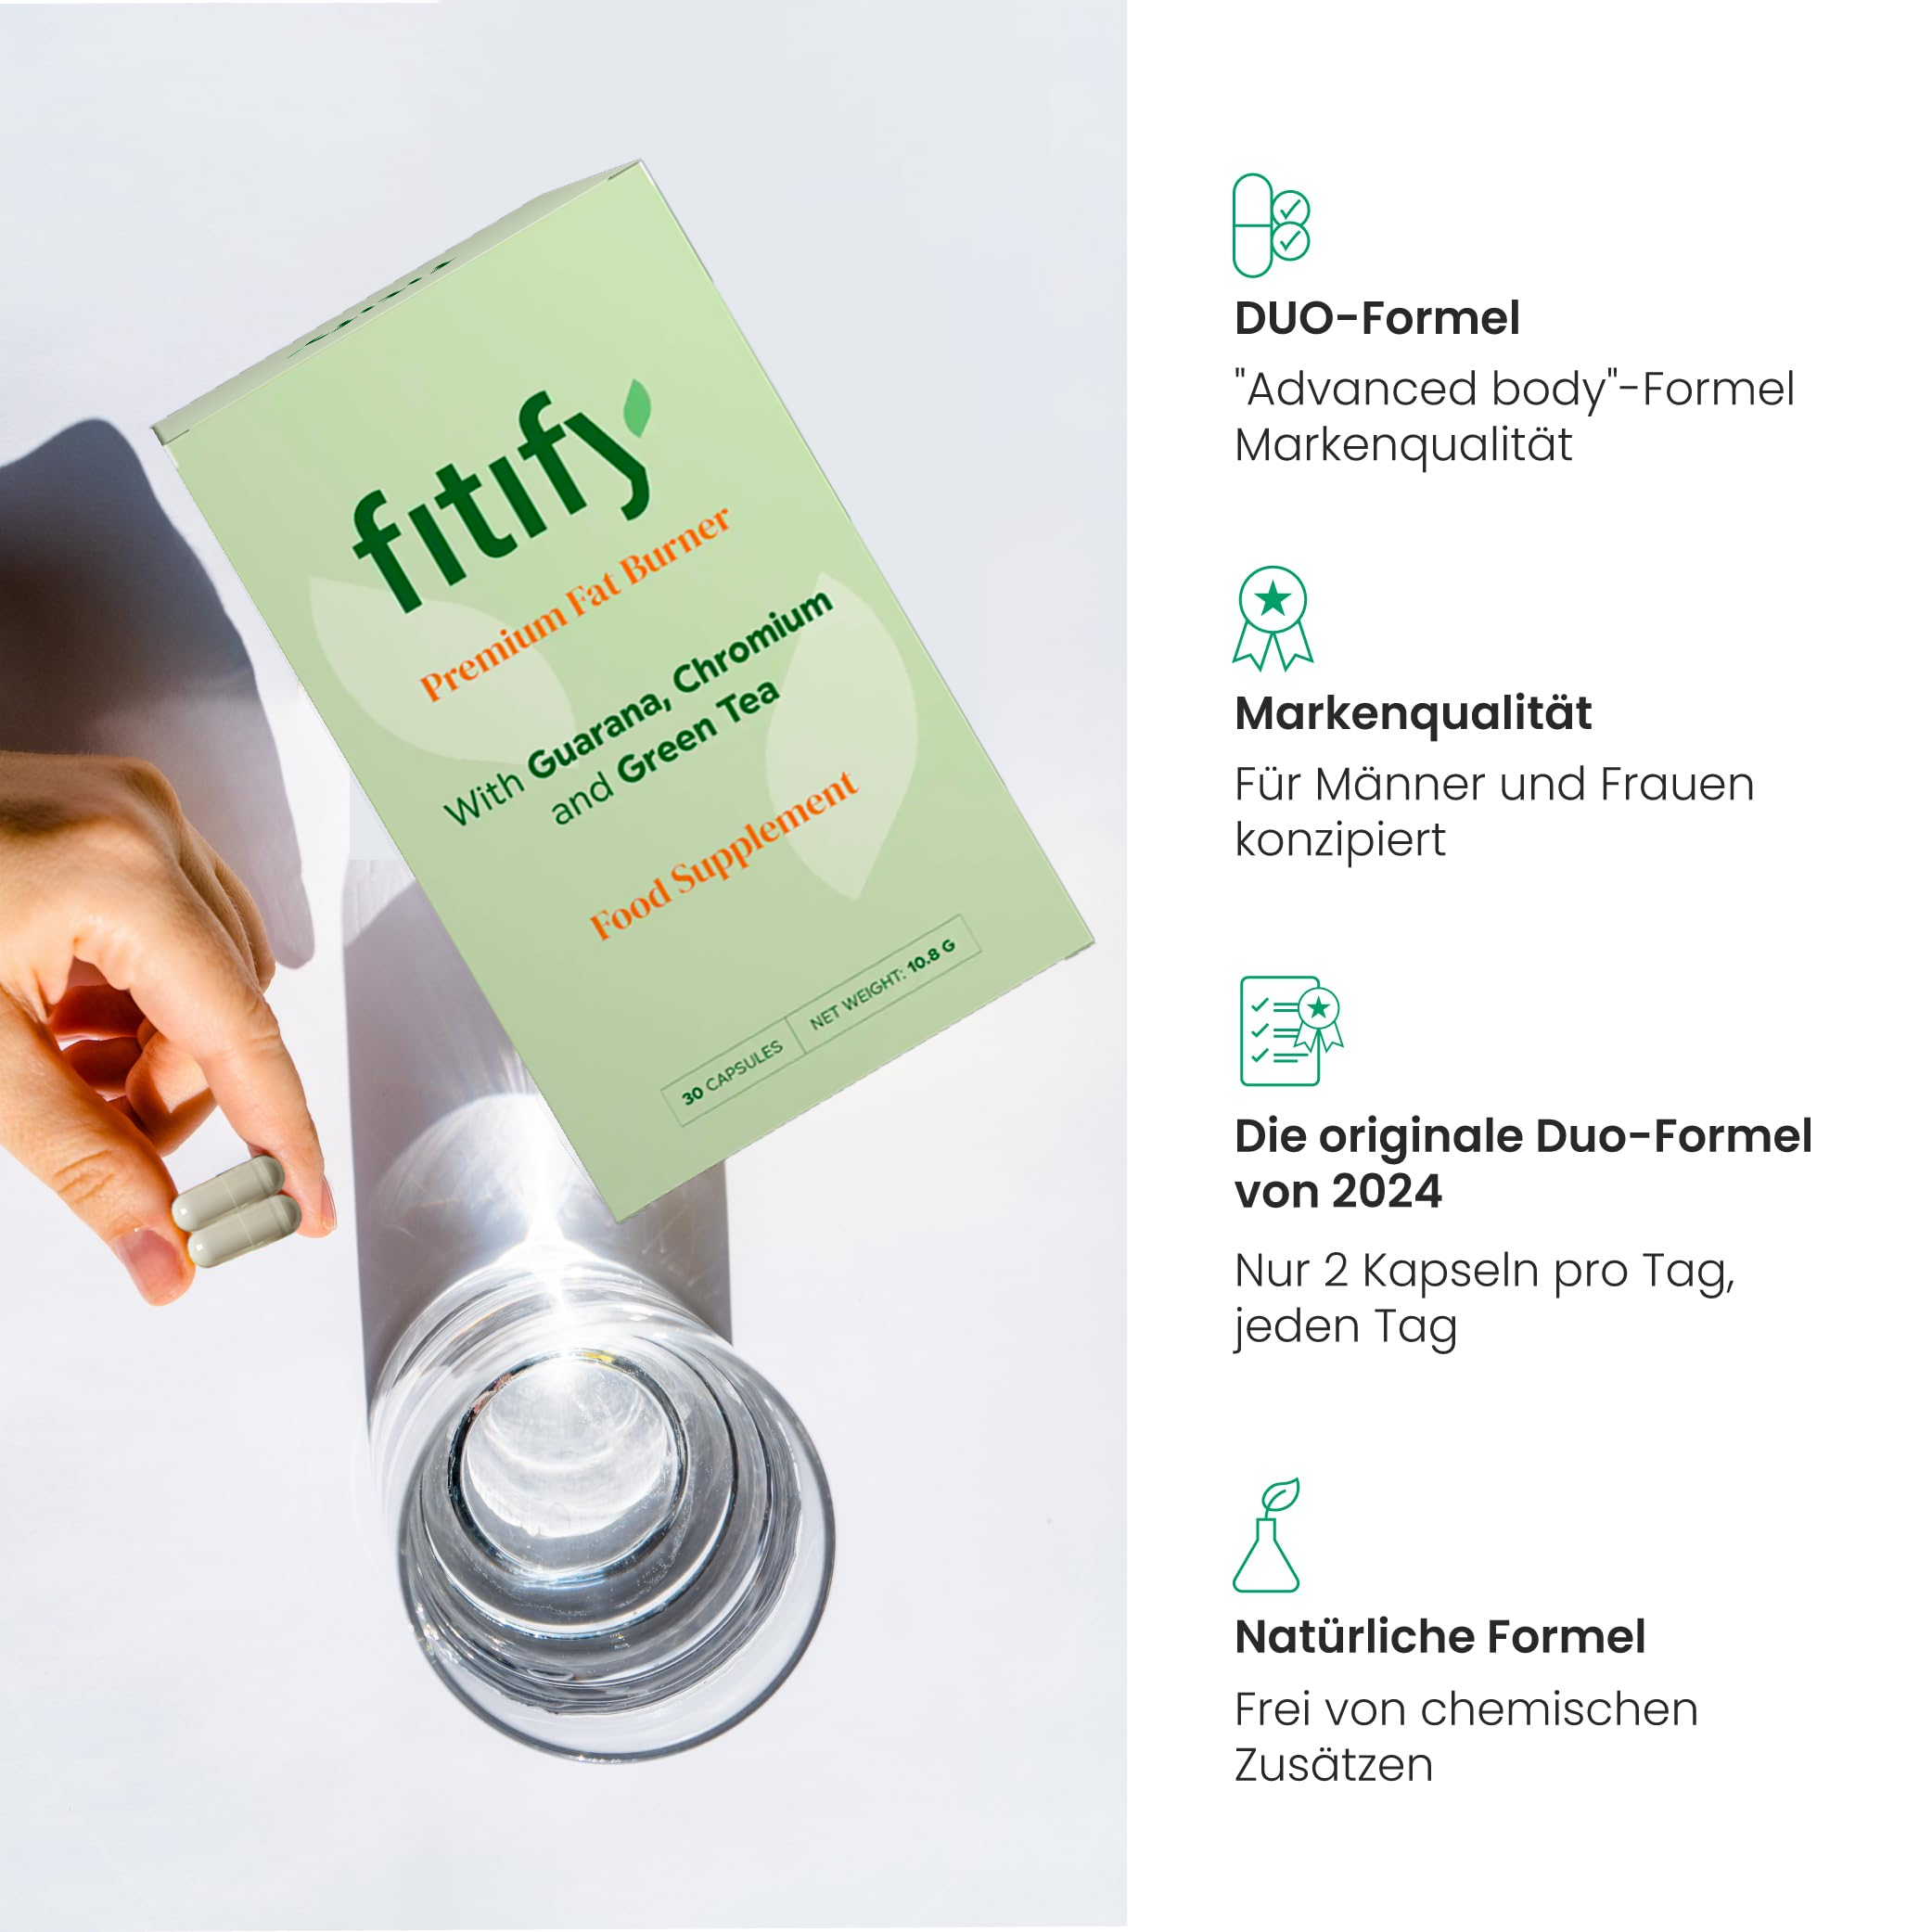 fitify
Premium Fat Burner
With Guarana, Chromium
and Green Tea
Food Supplement
30 CAPSULES NET WEIGHT: 10.8 G
DUO-Formel
"Advanced body"-Formel
Markenqualität
Markenqualität
Für Männer und Frauen
konzipiert
Die originale Duo-Formel
von 2024
Nur 2 Kapseln pro Tag,
jeden Tag
Natürliche Formel
Frei von chemischen
Zusätzen